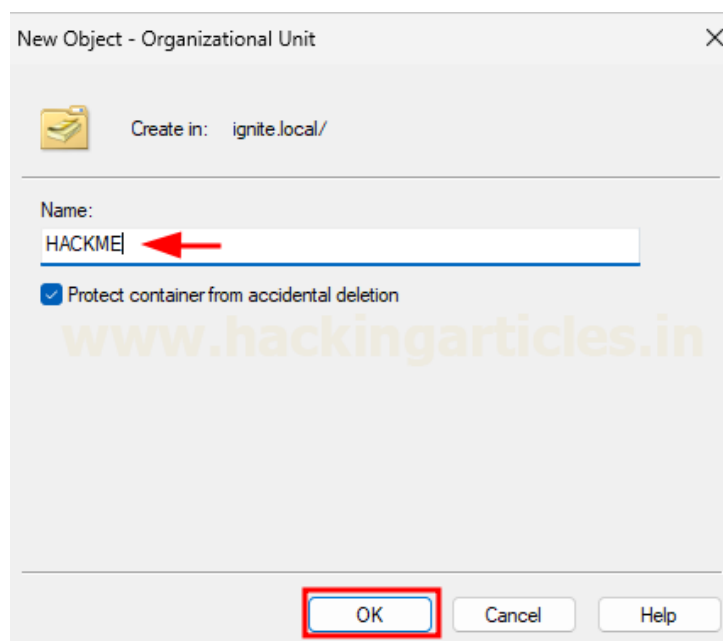 New Object - Organizational Unit
Create in: ignite.local/
Name:
HACKME
Protect container from accidental deletion
www.hackingarticles.in
OK Cancel Help